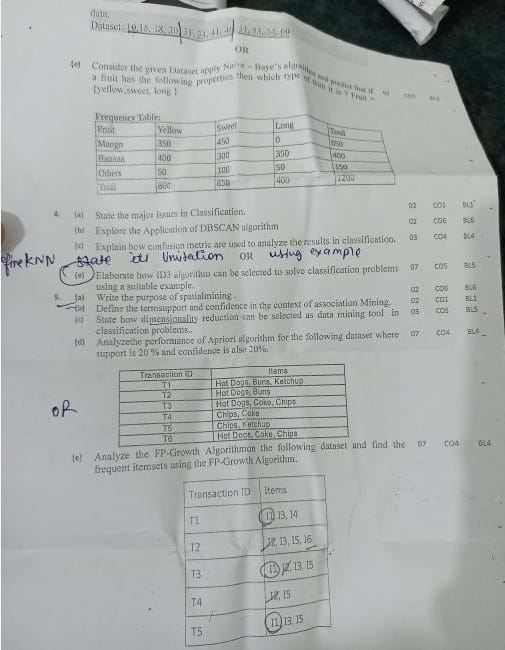 data.
Dataset: 10,15, 18, 20, 31, 34, 41, 46, 51, 53, 54, 60
OR
(e) Consider the given Dataset apply Naive - Baye's algorithm and predict that if
a fruit has the following properties then which type of fruit it is ? Fruit =
{yellow,sweet, long }
07
Frequency Table:
Fruit Yellow Sweet Long Total
Mango 350 450 0 650
Banana 400 300 350 400
Others 50 100 50 150
Total 800 850 400 1200
4. (a) State the major issues in Classification. 02 CO1 BL1
(b) Explore the Application of DBSCAN algorithm 02 CO6 BL6
(c) Explain how confusion metric are used to analyze the results in classification. 03 CO4 BL4
fine KNN state its limitation OR using example
(e) Elaborate how ID3 algorithm can be selected to solve classification problems 07 CO5 BL5
using a suitable example.
5. (a) Write the purpose of spatialmining . 02 CO6 BL6
(b) Define the termsupport and confidence in the context of Association Mining. 02 CO1 BL1
(c) State how dimensionality reduction can be selected as data mining tool in 03 CO5 BL5
classification problems..
(d) Analyzethe performance of Apriori algorithm for the following dataset where 07 CO4 BL4
support is 20 % and confidence is also 20%.
Transaction ID Items
T1 Hot Dogs, Buns, Ketchup
T2 Hot Dogs, Buns
T3 Hot Dogs, Coke, Chips
T4 Chips, Coke
T5 Chips, Ketchup
T6 Hot Dogs, Coke, Chips
OR
(e) Analyze the FP-Growth Algorithmon the following dataset and find the 07 CO4 BL4
frequent itemsets using the FP-Growth Algorithm.
Transaction ID Items
T1 I1, I3, I4
T2 I2, I3, I5, I6
T3 I1, I2, I3, I5
T4 I2, I5
T5 I1, I3, I5